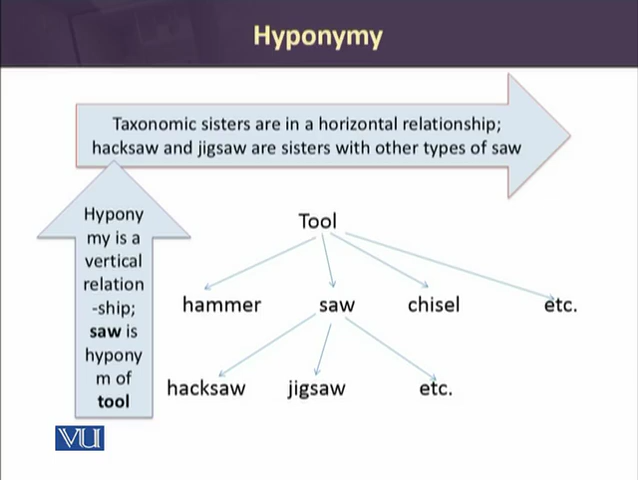 Hyponymy
Taxonomic sisters are in a horizontal relationship;
hacksaw and jigsaw are sisters with other types of saw
Hypony
my is a
vertical
relation
-ship;
saw is
hypony
m of
tool
Tool
hammer saw chisel etc.
hacksaw jigsaw etc.
VU